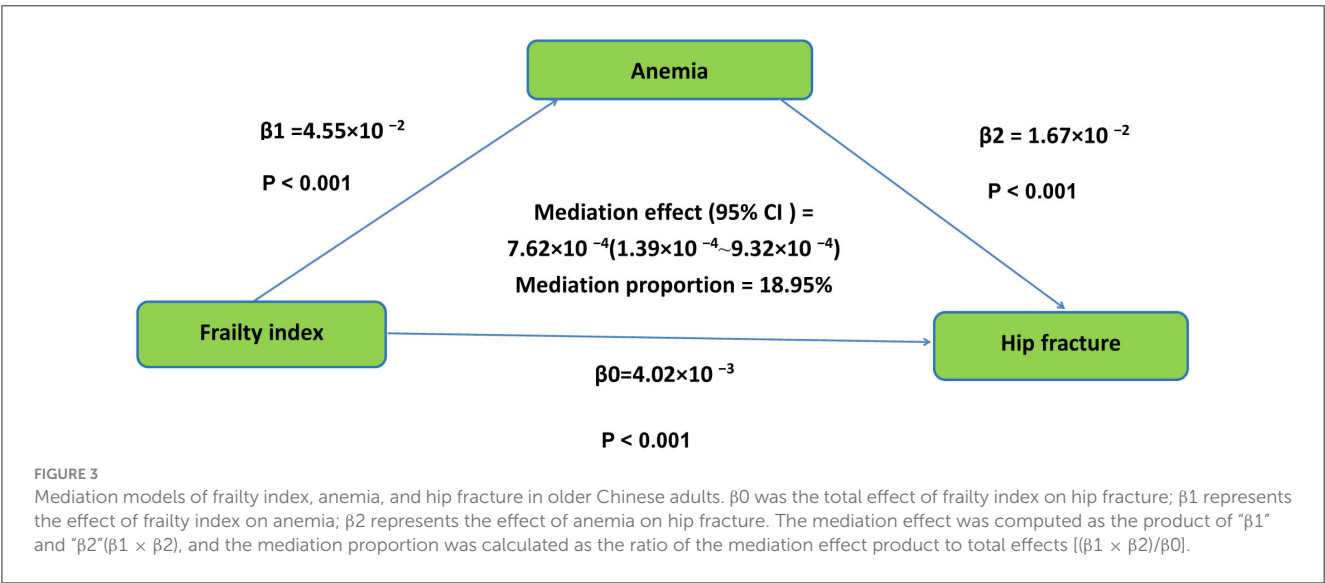 Anemia
β1 =4.55×10 ⁻²
P < 0.001
β2 = 1.67×10 ⁻²
P < 0.001
Mediation effect (95% CI ) =
7.62×10 ⁻⁴(1.39×10 ⁻⁴~9.32×10 ⁻⁴)
Mediation proportion = 18.95%
Frailty index
Hip fracture
β0=4.02×10 ⁻³
P < 0.001
FIGURE 3
Mediation models of frailty index, anemia, and hip fracture in older Chinese adults. β0 was the total effect of frailty index on hip fracture; β1 represents
the effect of frailty index on anemia; β2 represents the effect of anemia on hip fracture. The mediation effect was computed as the product of “β1”
and “β2”(β1 × β2), and the mediation proportion was calculated as the ratio of the mediation effect product to total effects [(β1 × β2)/β0].